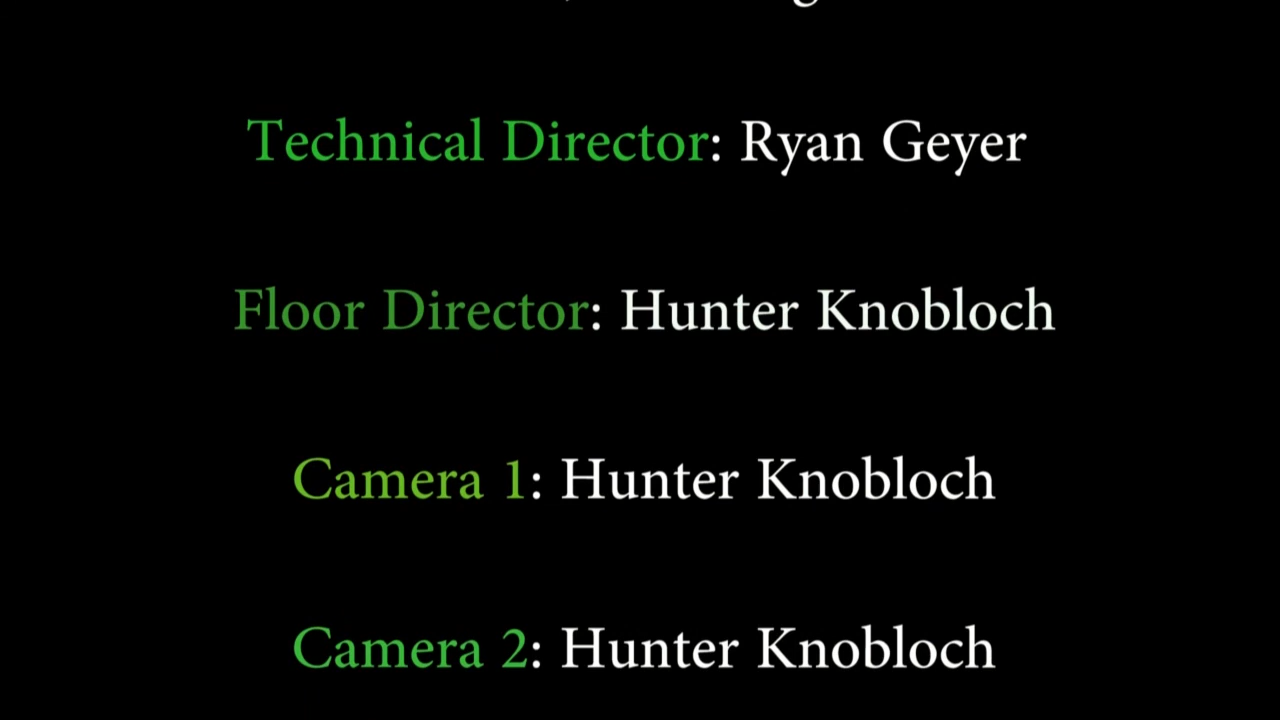 Technical Director: Ryan Geyer
Floor Director: Hunter Knobloch
Camera 1: Hunter Knobloch
Camera 2: Hunter Knobloch